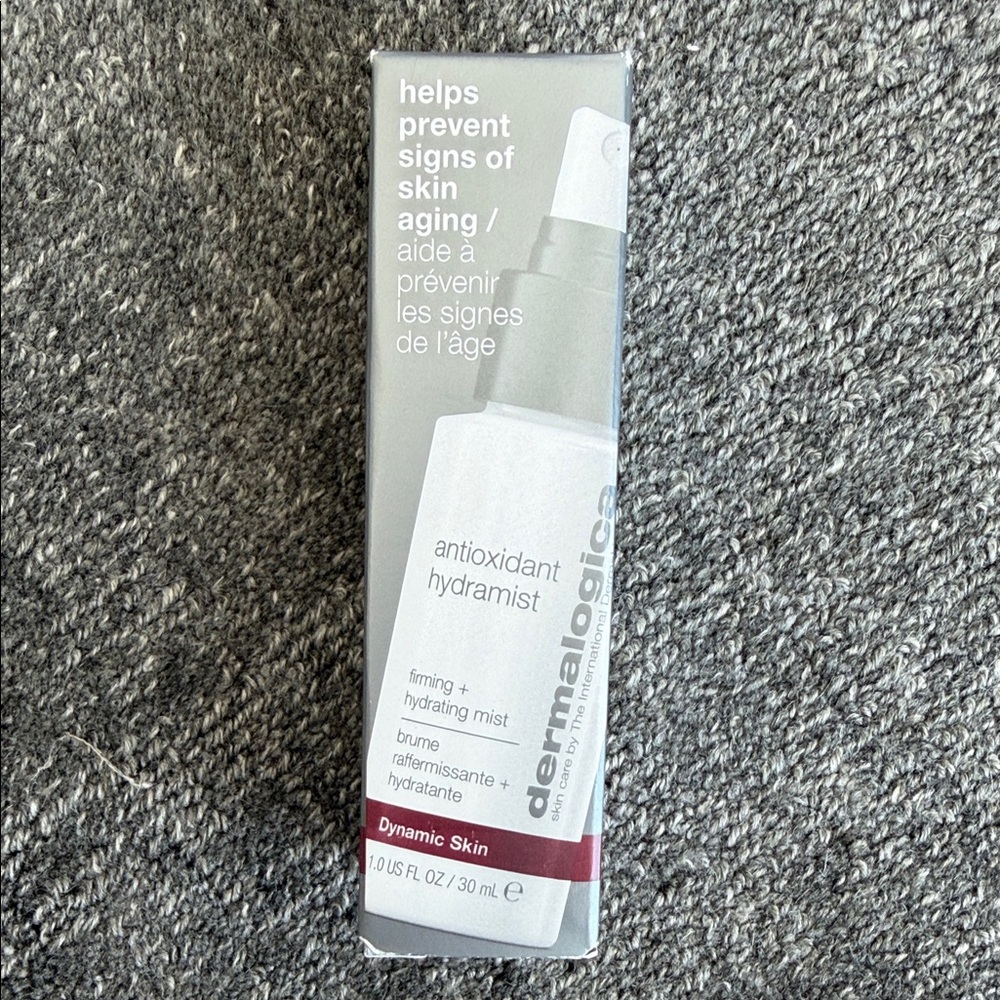 helps
prevent
signs of
skin
aging /
aide à
prévenir
les signes
de l'âge
antioxidant
hydramist
firming +
hydrating mist
brume
raffermissante +
hydratante
dermalogica
skin care by The International
Dynamic Skin
1.0 US FL OZ / 30 mL ℮